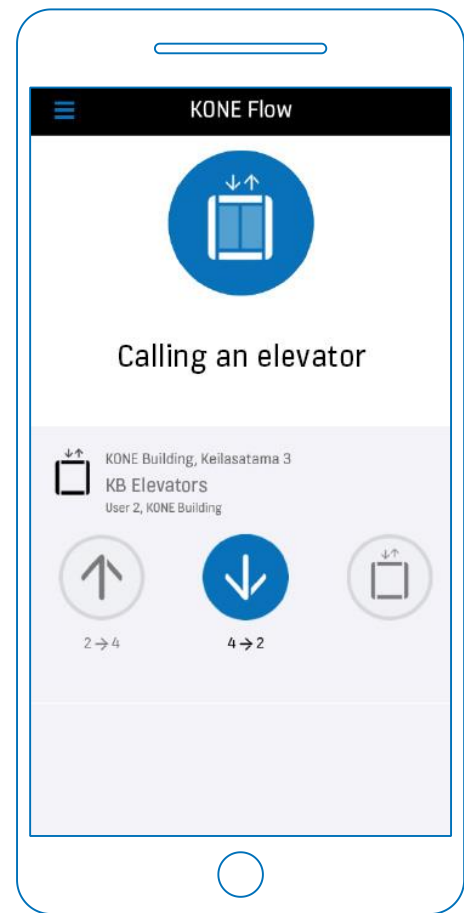 KONE Flow
Calling an elevator
KONE Building, Keilasatama 3
KB Elevators
User 2, KONE Building
2→4 4→2